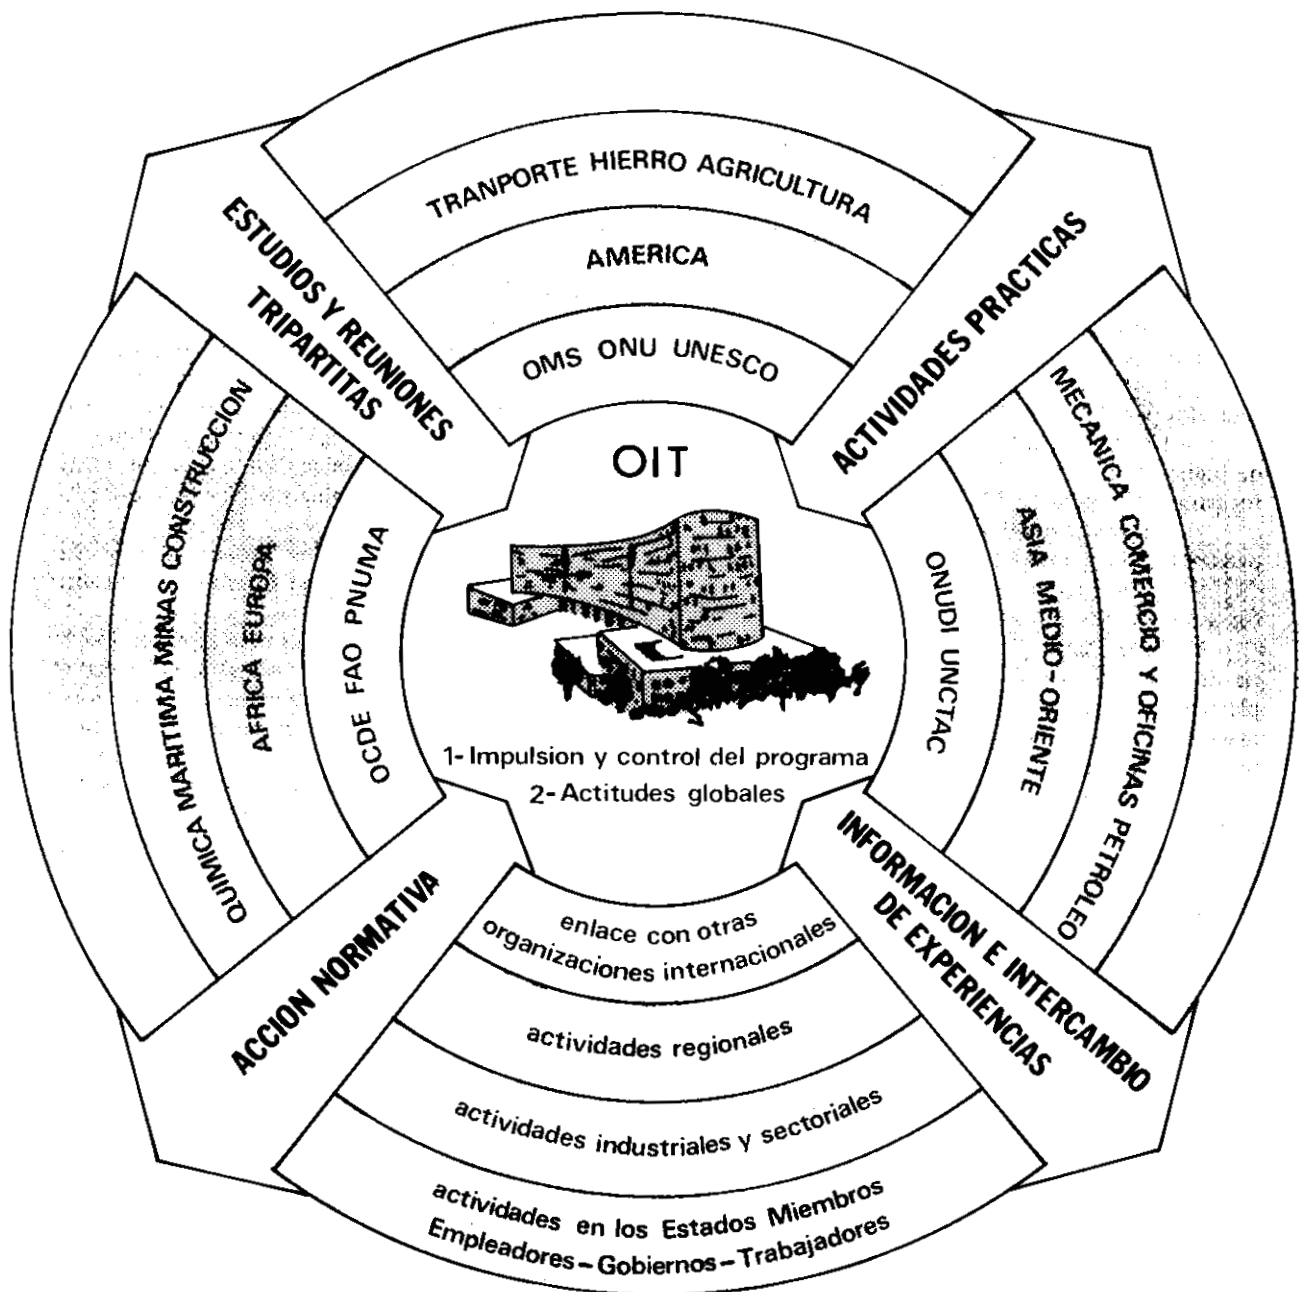 TRANPORTE HIERRO AGRICULTURA
AMERICA
OMS ONU UNESCO
ESTUDIOS Y REUNIONES
TRIPARTITAS
ACTIVIDADES PRACTICAS
QUIMICA MARITIMA MINAS CONSTRUCCION
AFRICA EUROPA
OCDE FAO PNUMA
OIT
1- Impulsion y control del programa
2- Actitudes globales
ONUDI UNCTAC
ASIA MEDIO-ORIENTE
MECANICA COMERCIO Y OFICINAS PETROLEO
ACCION NORMATIVA
INFORMACION E INTERCAMBIO
DE EXPERIENCIAS
enlace con otras
organizaciones internacionales
actividades regionales
actividades industriales y sectoriales
actividades en los Estados Miembros
Empleadores-Gobiernos-Trabajadores